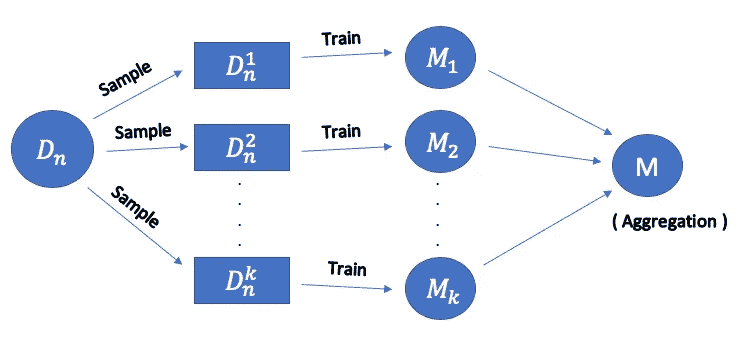 Sample
Train
D_n^1
M_1
D_n
Sample
Train
D_n^2
M_2
M
( Aggregation )
Sample
Train
D_n^k
M_k